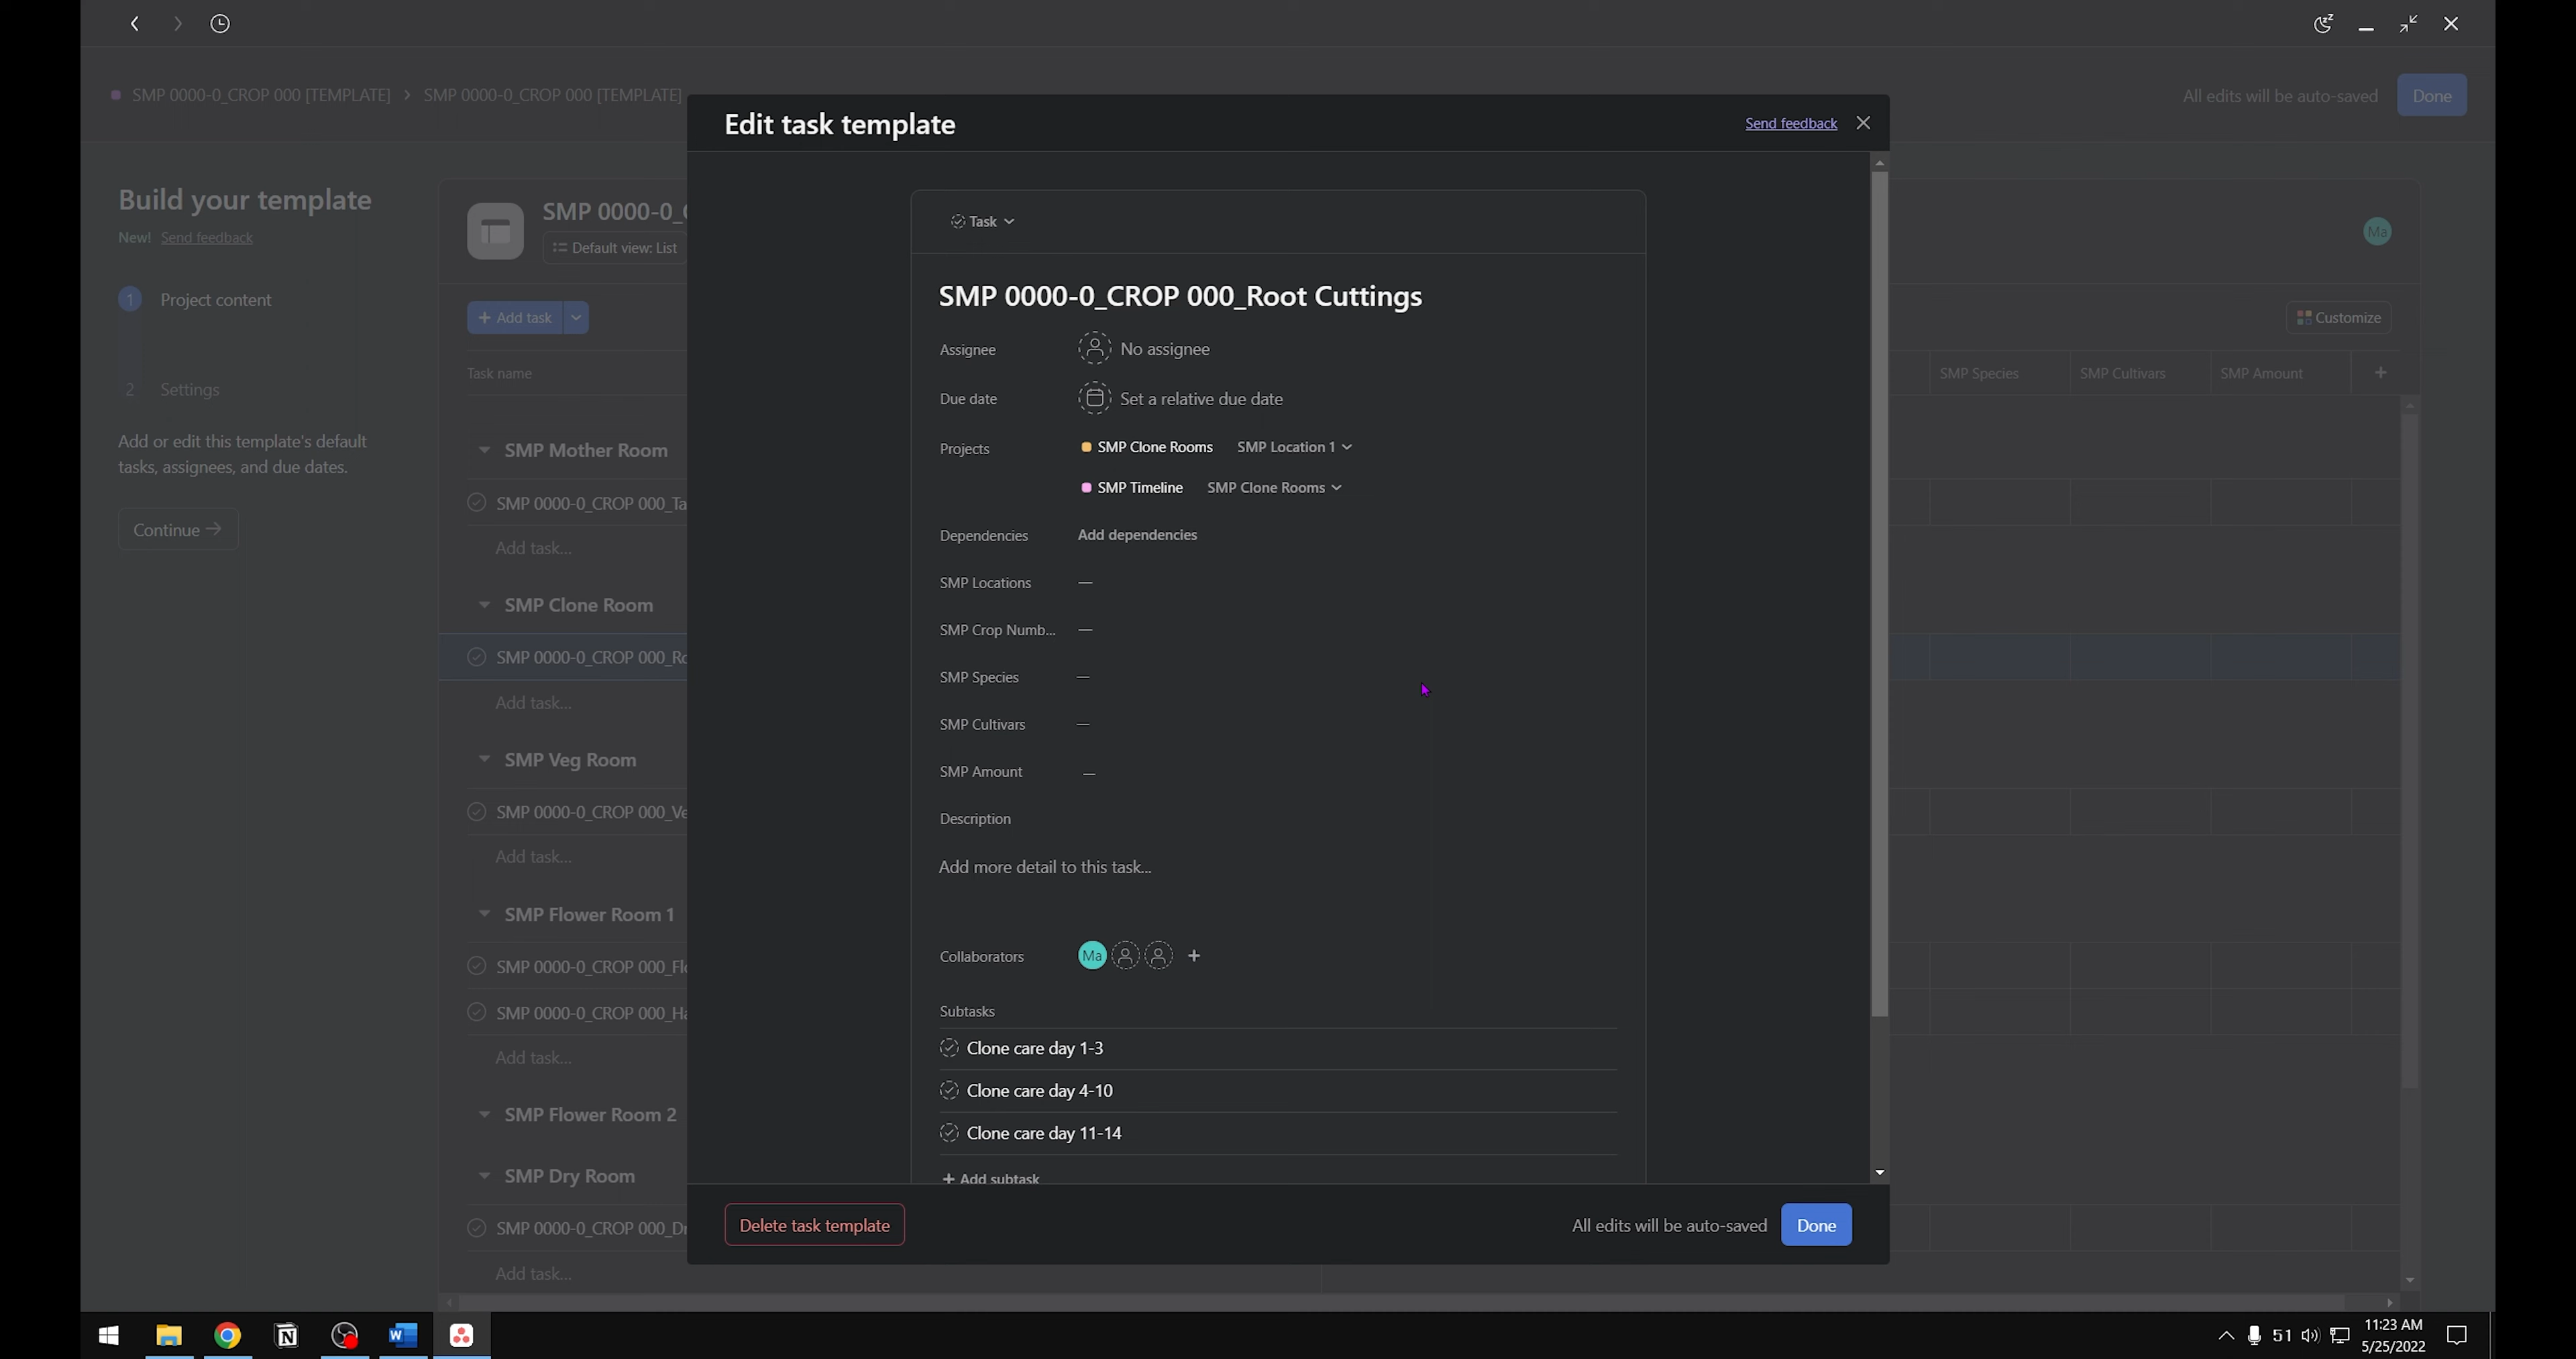 SMP 0000-0_CROP 000 [TEMPLATE] > SMP 0000-0_CROP 000 [TEMPLATE]
All edits will be auto-saved
Done
Build your template
New! Send feedback
1 Project content
2 Settings
Add or edit this template's default
tasks, assignees, and due dates.
Continue
SMP 0000-0_
Default view: List
Ma
+ Add task
Customize
Task name
SMP Species
SMP Cultivars
SMP Amount
+
SMP Mother Room
SMP 0000-0_CROP 000_Ta
Add task...
SMP Clone Room
SMP 0000-0_CROP 000_Ro
Add task...
SMP Veg Room
SMP 0000-0_CROP 000_Ve
Add task...
SMP Flower Room 1
SMP 0000-0_CROP 000_Flo
SMP 0000-0_CROP 000_Ha
Add task...
SMP Flower Room 2
SMP Dry Room
SMP 0000-0_CROP 000_Dr
Add task...
Edit task template
Send feedback
Task
SMP 0000-0_CROP 000_Root Cuttings
Assignee No assignee
Due date Set a relative due date
Projects SMP Clone Rooms SMP Location 1
SMP Timeline SMP Clone Rooms
Dependencies Add dependencies
SMP Locations —
SMP Crop Numb... —
SMP Species —
SMP Cultivars —
SMP Amount —
Description
Add more detail to this task...
Collaborators Ma +
Subtasks
Clone care day 1-3
Clone care day 4-10
Clone care day 11-14
+ Add subtask
Delete task template
All edits will be auto-saved
Done
51
11:23 AM
5/25/2022